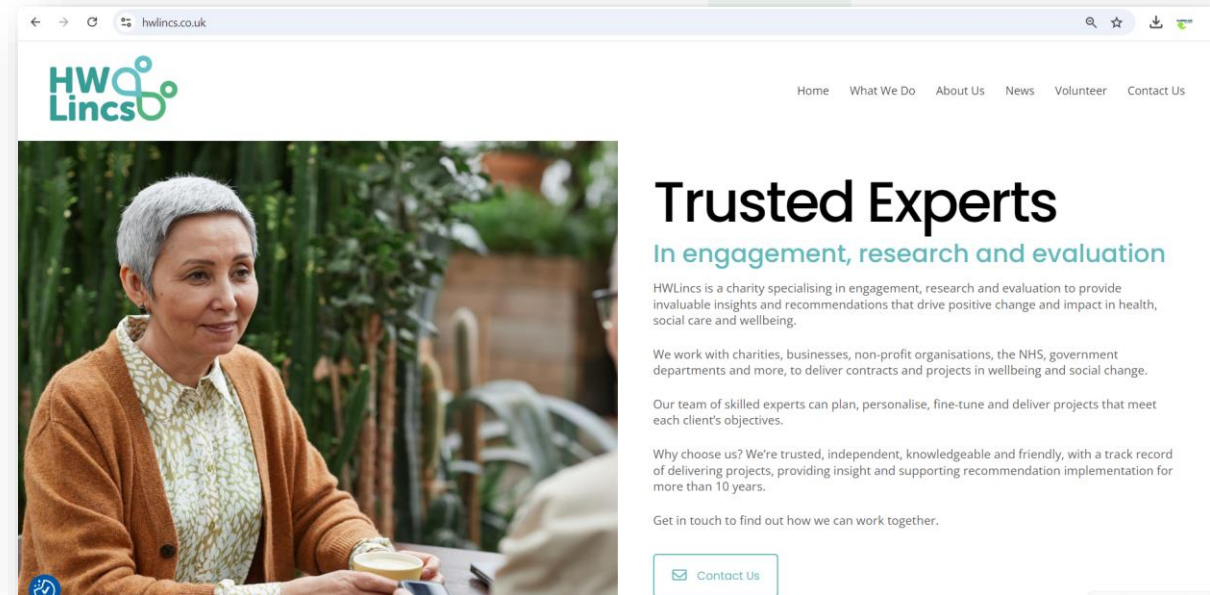 hwlincs.co.uk
HW
Lincs
Home What We Do About Us News Volunteer Contact Us
Trusted Experts
In engagement, research and evaluation
HWLincs is a charity specialising in engagement, research and evaluation to provide
invaluable insights and recommendations that drive positive change and impact in health,
social care and wellbeing.
We work with charities, businesses, non-profit organisations, the NHS, government
departments and more, to deliver contracts and projects in wellbeing and social change.
Our team of skilled experts can plan, personalise, fine-tune and deliver projects that meet
each client's objectives.
Why choose us? We're trusted, independent, knowledgeable and friendly, with a track record
of delivering projects, providing insight and supporting recommendation implementation for
more than 10 years.
Get in touch to find out how we can work together.
Contact Us